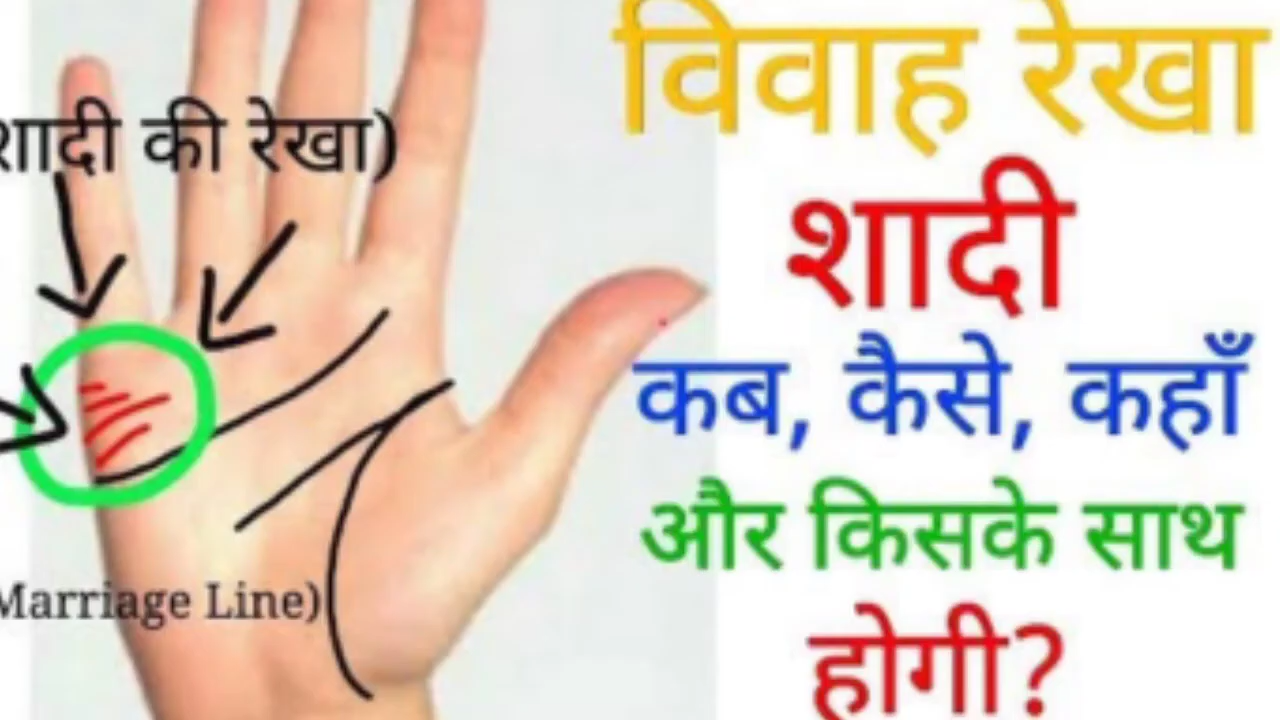 शादी की रेखा)
Marriage Line)
विवाह रेखा
शादी
कब, कैसे, कहाँ
और किसके साथ
होगी?